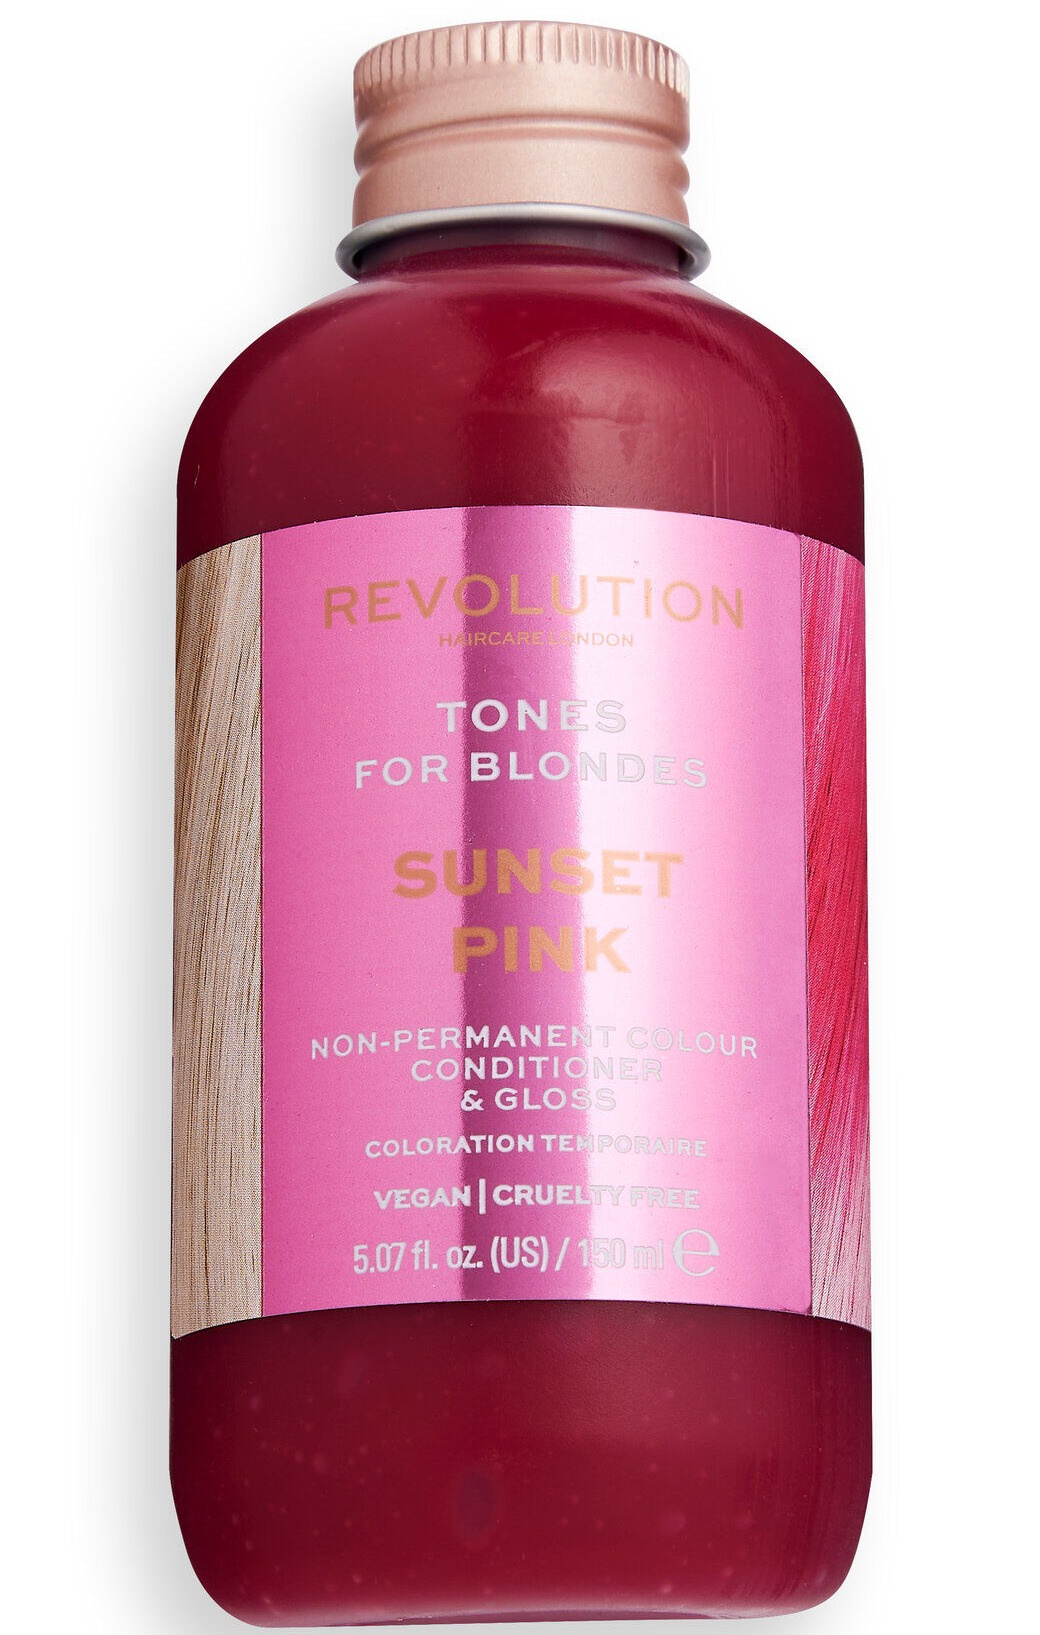 REVOLUTION
HAIRCARE LONDON
TONES
FOR BLONDES
SUNSET
PINK
NON-PERMANENT COLOUR
CONDITIONER
& GLOSS
COLORATION TEMPORAIRE
VEGAN | CRUELTY FREE
5.07 fl. oz. (US) / 150 ml ℮